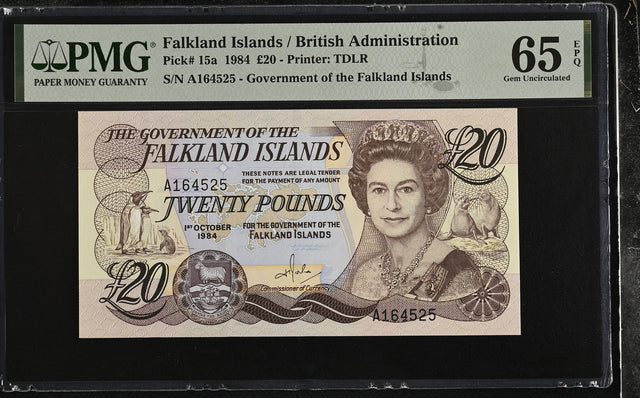 PMG®
PAPER MONEY GUARANTY
Falkland Islands / British Administration
Pick# 15a 1984 £20 - Printer: TDLR
S/N A164525 - Government of the Falkland Islands
65 EPQ
Gem Uncirculated
THE GOVERNMENT OF THE
FALKLAND ISLANDS
£20
THESE NOTES ARE LEGAL TENDER
FOR THE PAYMENT OF ANY AMOUNT
A164525
TWENTY POUNDS
1ST OCTOBER
1984
FOR THE GOVERNMENT OF THE
FALKLAND ISLANDS
£20
Commissioner of Currency
A164525